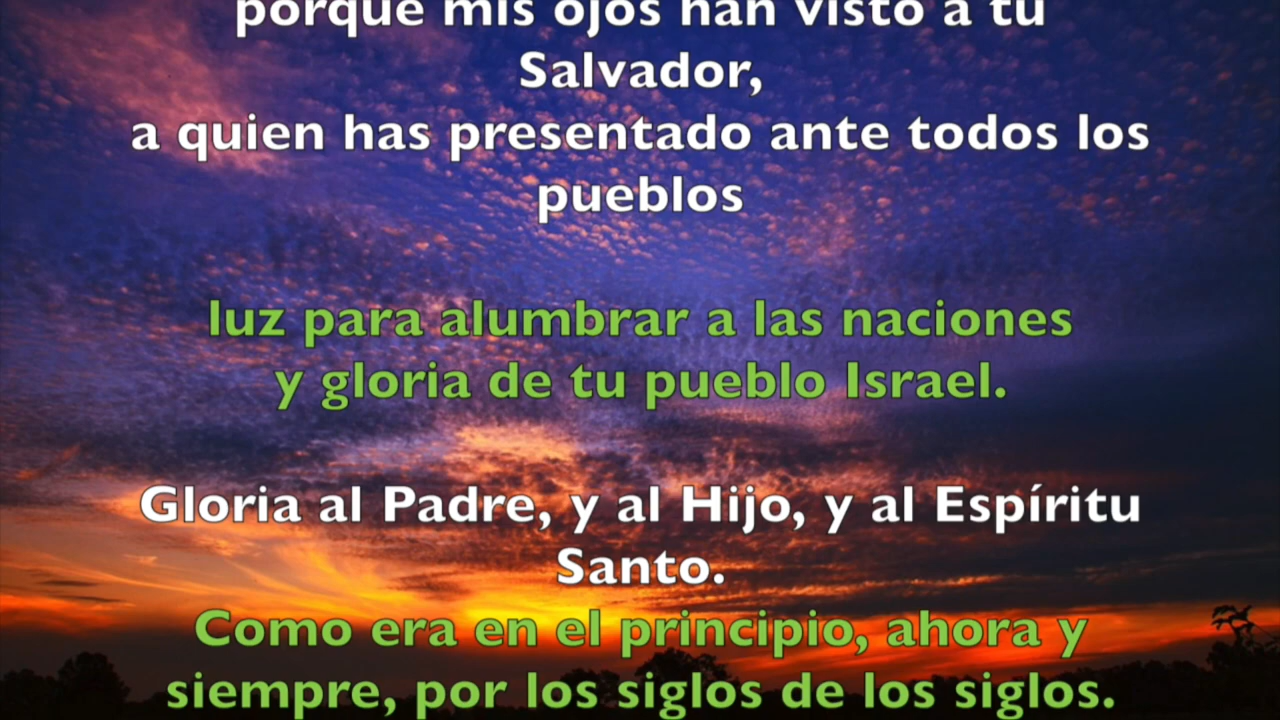 porque mis ojos han visto a tu
Salvador,
a quien has presentado ante todos los
pueblos
luz para alumbrar a las naciones
y gloria de tu pueblo Israel.
Gloria al Padre, y al Hijo, y al Espíritu
Santo.
Como era en el principio, ahora y
siempre, por los siglos de los siglos.